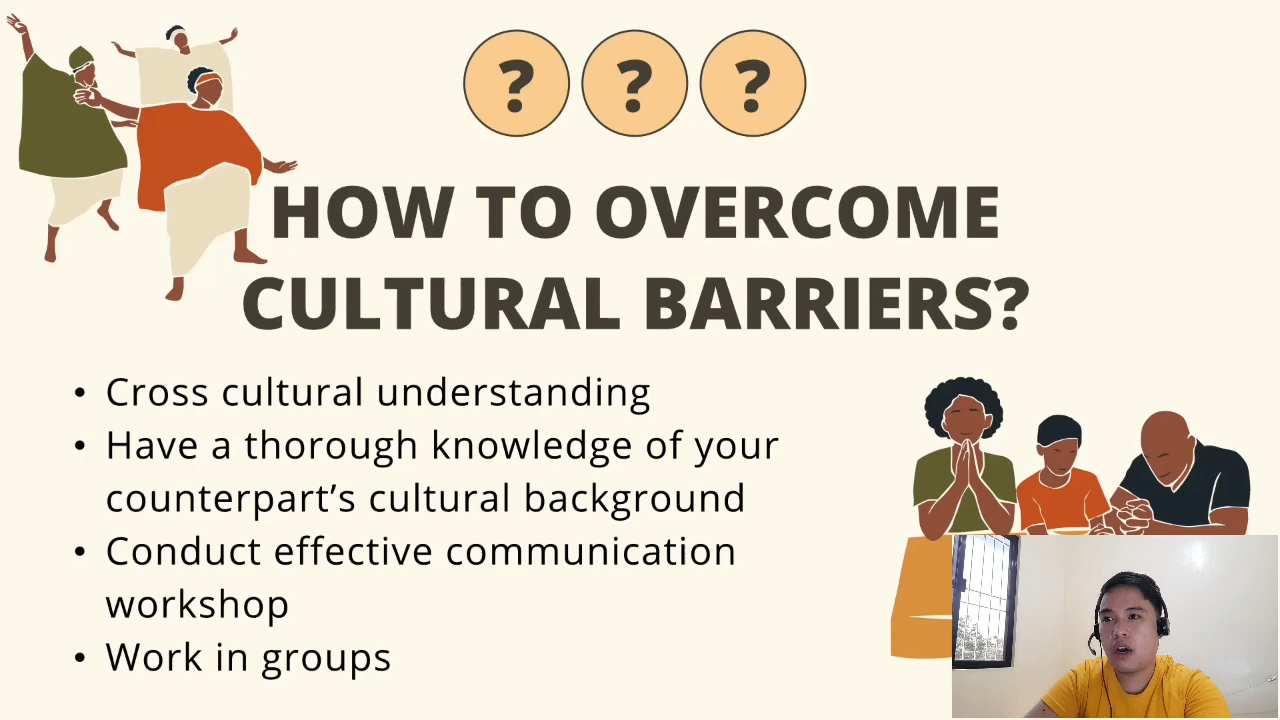 ? ? ?
HOW TO OVERCOME
CULTURAL BARRIERS?
• Cross cultural understanding
• Have a thorough knowledge of your
counterpart’s cultural background
• Conduct effective communication
workshop
• Work in groups